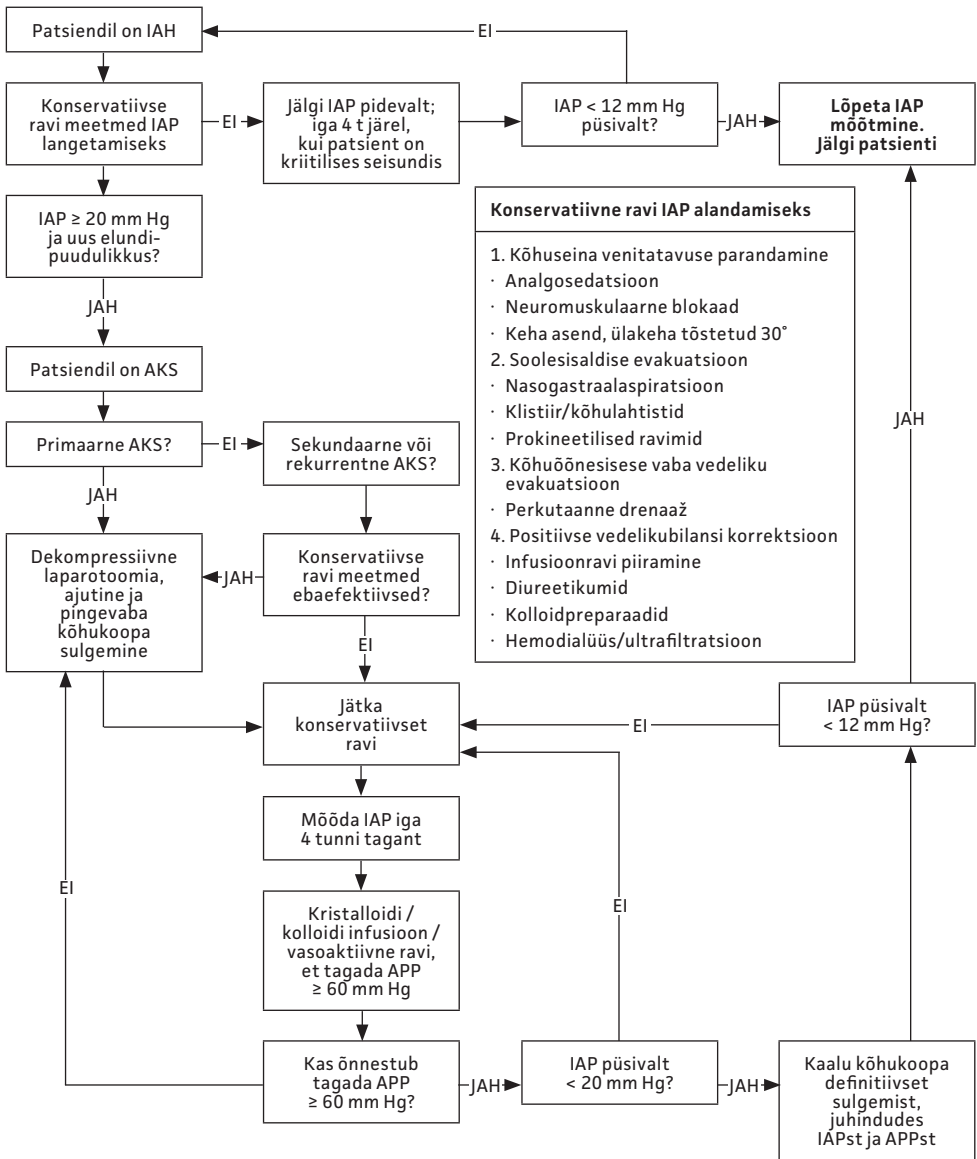 Patsiendil on IAH
EI
Konservatiivse
ravi meetmed IAP
langetamiseks
EI
Jälgi IAP pidevalt;
iga 4 t järel,
kui patsient on
kriitilises seisundis
IAP < 12 mm Hg
püsivalt?
JAH
Lõpeta IAP
mõõtmine.
Jälgi patsienti
IAP ≥ 20 mm Hg
ja uus elundi-
puudulikkus?
JAH
Patsiendil on AKS
Primaarne AKS?
EI
Sekundaarne või
rekurrentne AKS?
JAH
Dekompressiivne
laparotoomia,
ajutine ja
pingevaba
kõhukoopa
sulgemine
JAH
Konservatiivse
ravi meetmed
ebaefektiivsed?
EI
Konservatiivne ravi IAP alandamiseks
1. Kõhuseina venitatavuse parandamine
· Analgosedatsioon
· Neuromuskulaarne blokaad
· Keha asend, ülakeha tõstetud 30˚
2. Soolesisaldise evakuatsioon
· Nasogastraalaspiratsioon
· Klistiir/kõhulahtistid
· Prokineetilised ravimid
3. Kõhuõõnesisese vaba vedeliku
evakuatsioon
· Perkutaanne drenaaž
4. Positiivse vedelikubilansi korrektsioon
· Infusioonravi piiramine
· Diureetikumid
· Kolloidpreparaadid
· Hemodialüüs/ultrafiltratsioon
JAH
Jätka
konservatiivset
ravi
EI
IAP püsivalt
< 12 mm Hg?
Mõõda IAP iga
4 tunni tagant
EI
EI
Kristalloidi /
kolloidi infusioon /
vasoaktiivne ravi,
et tagada APP
≥ 60 mm Hg
Kas õnnestub
tagada APP
≥ 60 mm Hg?
JAH
IAP püsivalt
< 20 mm Hg?
JAH
Kaalu kõhukoopa
definitiivset
sulgemist,
juhindudes
IAPst ja APPst